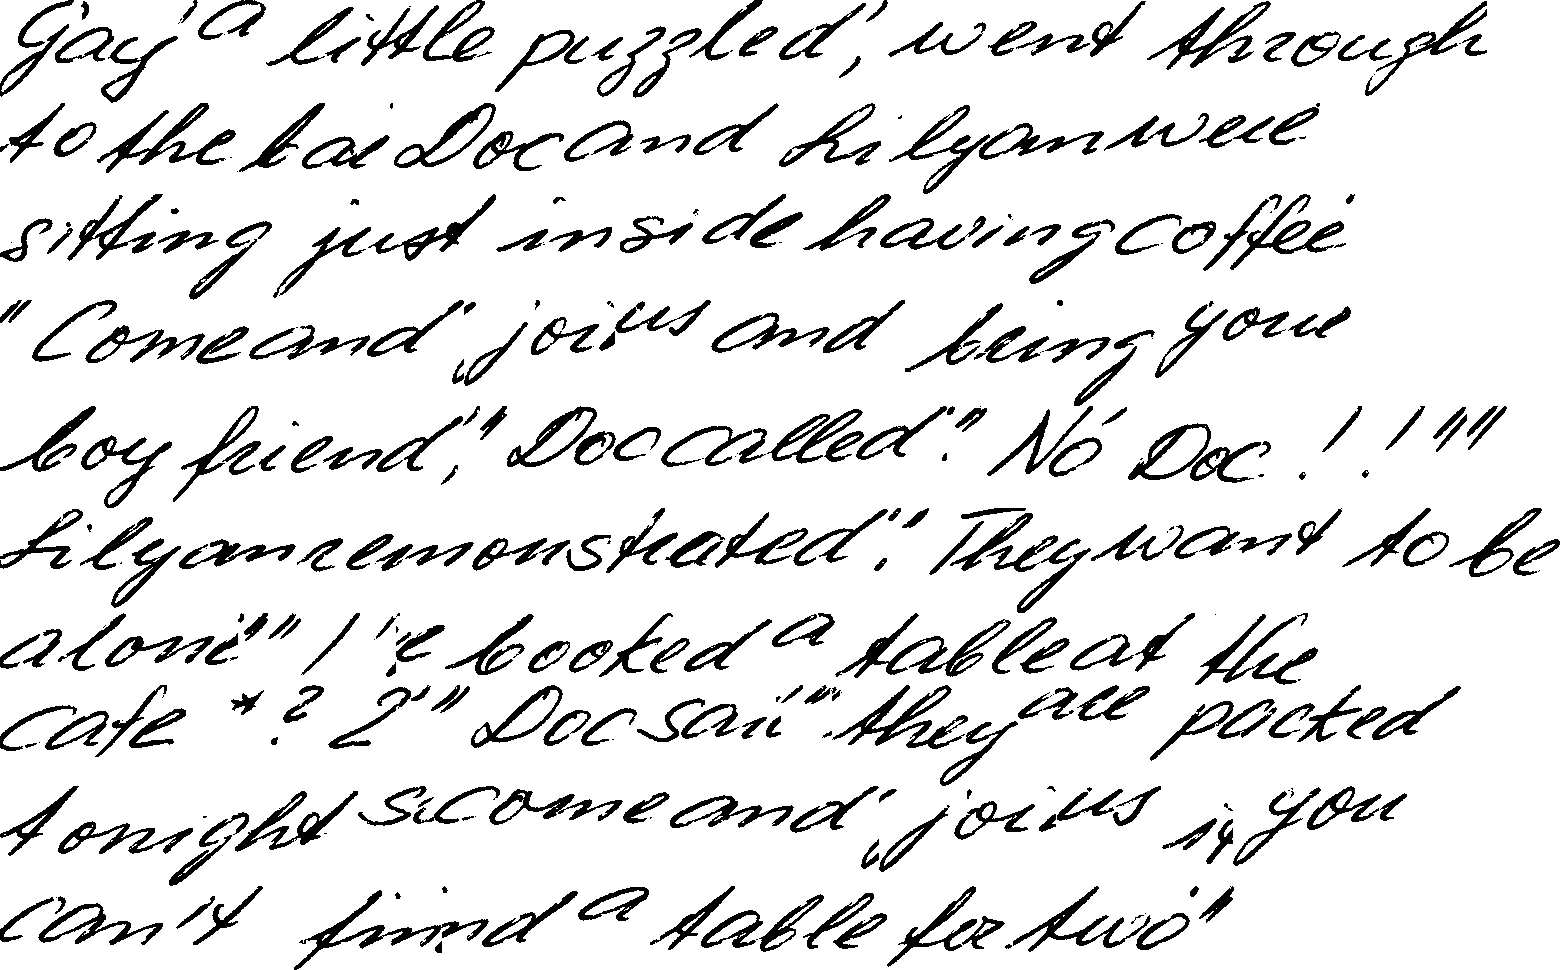 Gay a little puzzled, went through
to the bar Doc and Lilyan were
sitting just inside having coffee
"Come and join us and bring your
boy friend," Doc called". No Doc!!""
Lilyan remonstrated". They want to be
alone"" I've booked a table at the
cafe *? 2" Doc said". they are packed
tonight so come and join us if you
can't find a table for two"